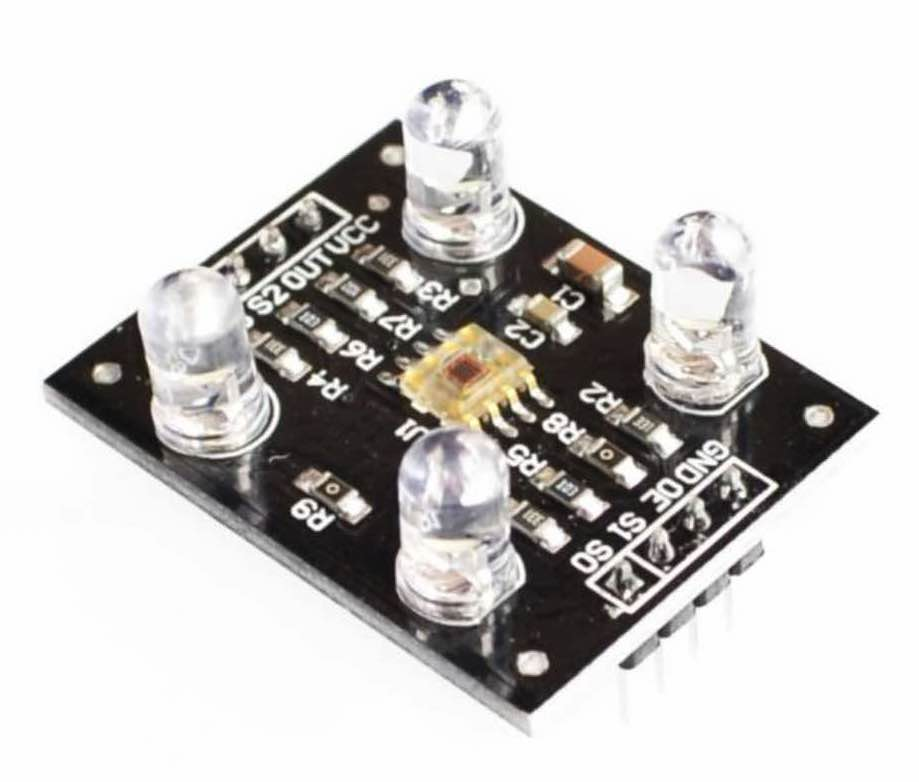 S2 OUT VCC
R3
R7
R6
R4
C1
C2
U1
R2
R8
R5
R9
GND OE S1 S0